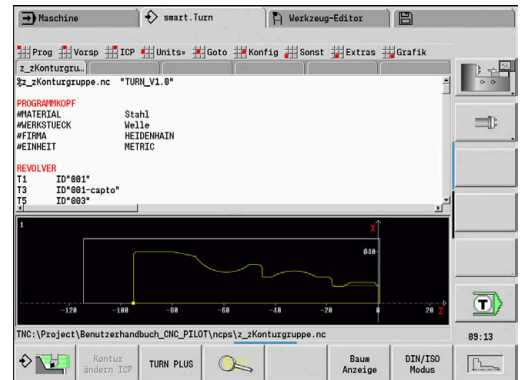 Maschine
smart.Turn
Werkzeug-Editor
Prog Vorsp ICP Units» Goto Konfig Sonst Extras Grafik
z_zKonturgru…
%z_zKonturgruppe.nc "TURN_V1.0"
PROGRAMMKOPF
#MATERIAL Stahl
#WERKSTUECK Welle
#FIRMA HEIDENHAIN
#EINHEIT METRIC
REVOLVER
T1 ID"001"
T3 ID"001-capto"
T5 ID"003"
1
X
Ø40
-120 -100 -80 -60 -40 -20 0 20 Z
TNC:\Project\Benutzerhandbuch_CNC_PILOT\ncps\z_zKonturgruppe.nc
T
09:13
Kontur ändern ICP
TURN PLUS
Baum Anzeige
DIN/ISO Modus